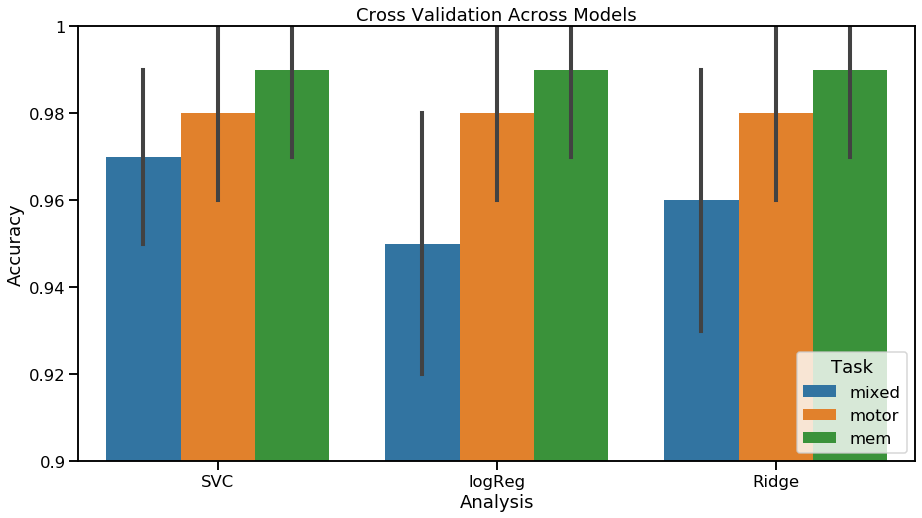 Cross Validation Across Models
1
0.98
0.96
0.94
0.92
0.9
Accuracy
SVC
logReg
Ridge
Analysis
Task
mixed
motor
mem